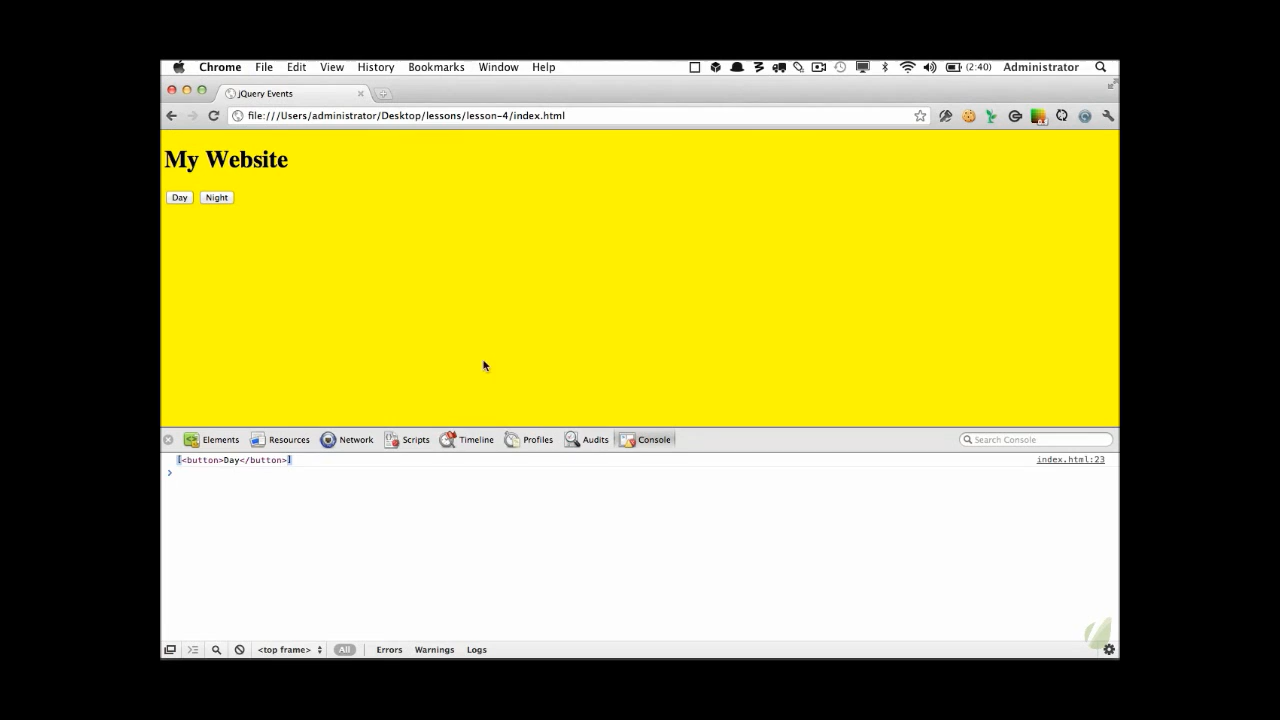 Chrome File Edit View History Bookmarks Window Help (2:40) Administrator
jQuery Events
file:///Users/administrator/Desktop/lessons/lesson-4/index.html
My Website
Day Night
Elements Resources Network Scripts Timeline Profiles Audits Console Search Console
[<button>Day</button>] index.html:23
>
<top frame> All Errors Warnings Logs